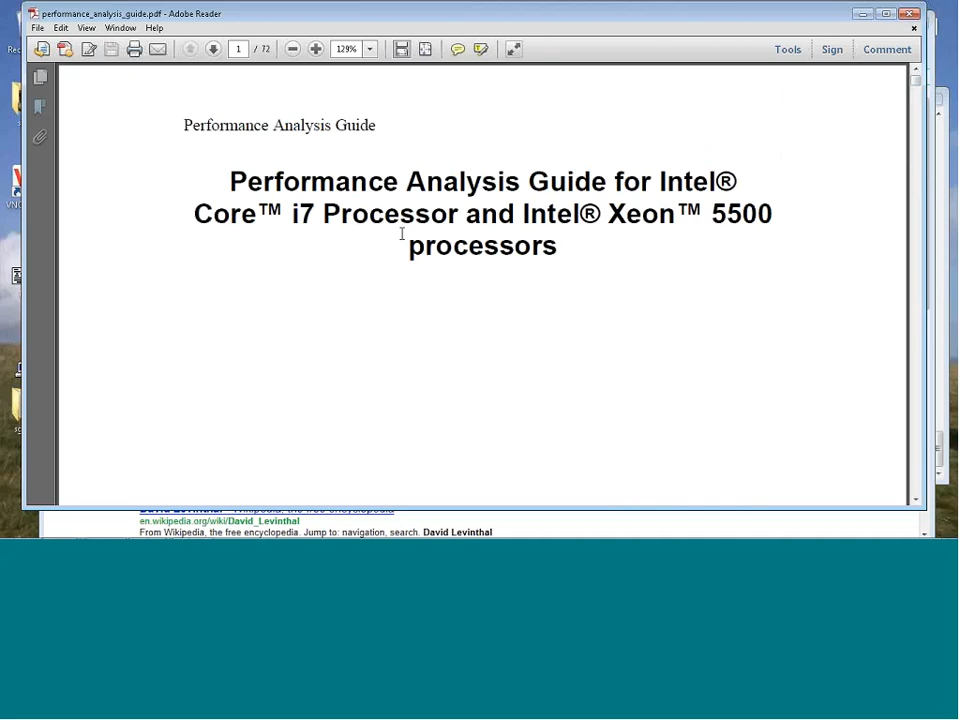 performance_analysis_guide.pdf - Adobe Reader
File Edit View Window Help
1 / 72 129% Tools Sign Comment
Performance Analysis Guide
Performance Analysis Guide for Intel®
Core™ i7 Processor and Intel® Xeon™ 5500
processors
en.wikipedia.org/wiki/David_Levinthal
From Wikipedia, the free encyclopedia. Jump to: navigation, search. David Levinthal